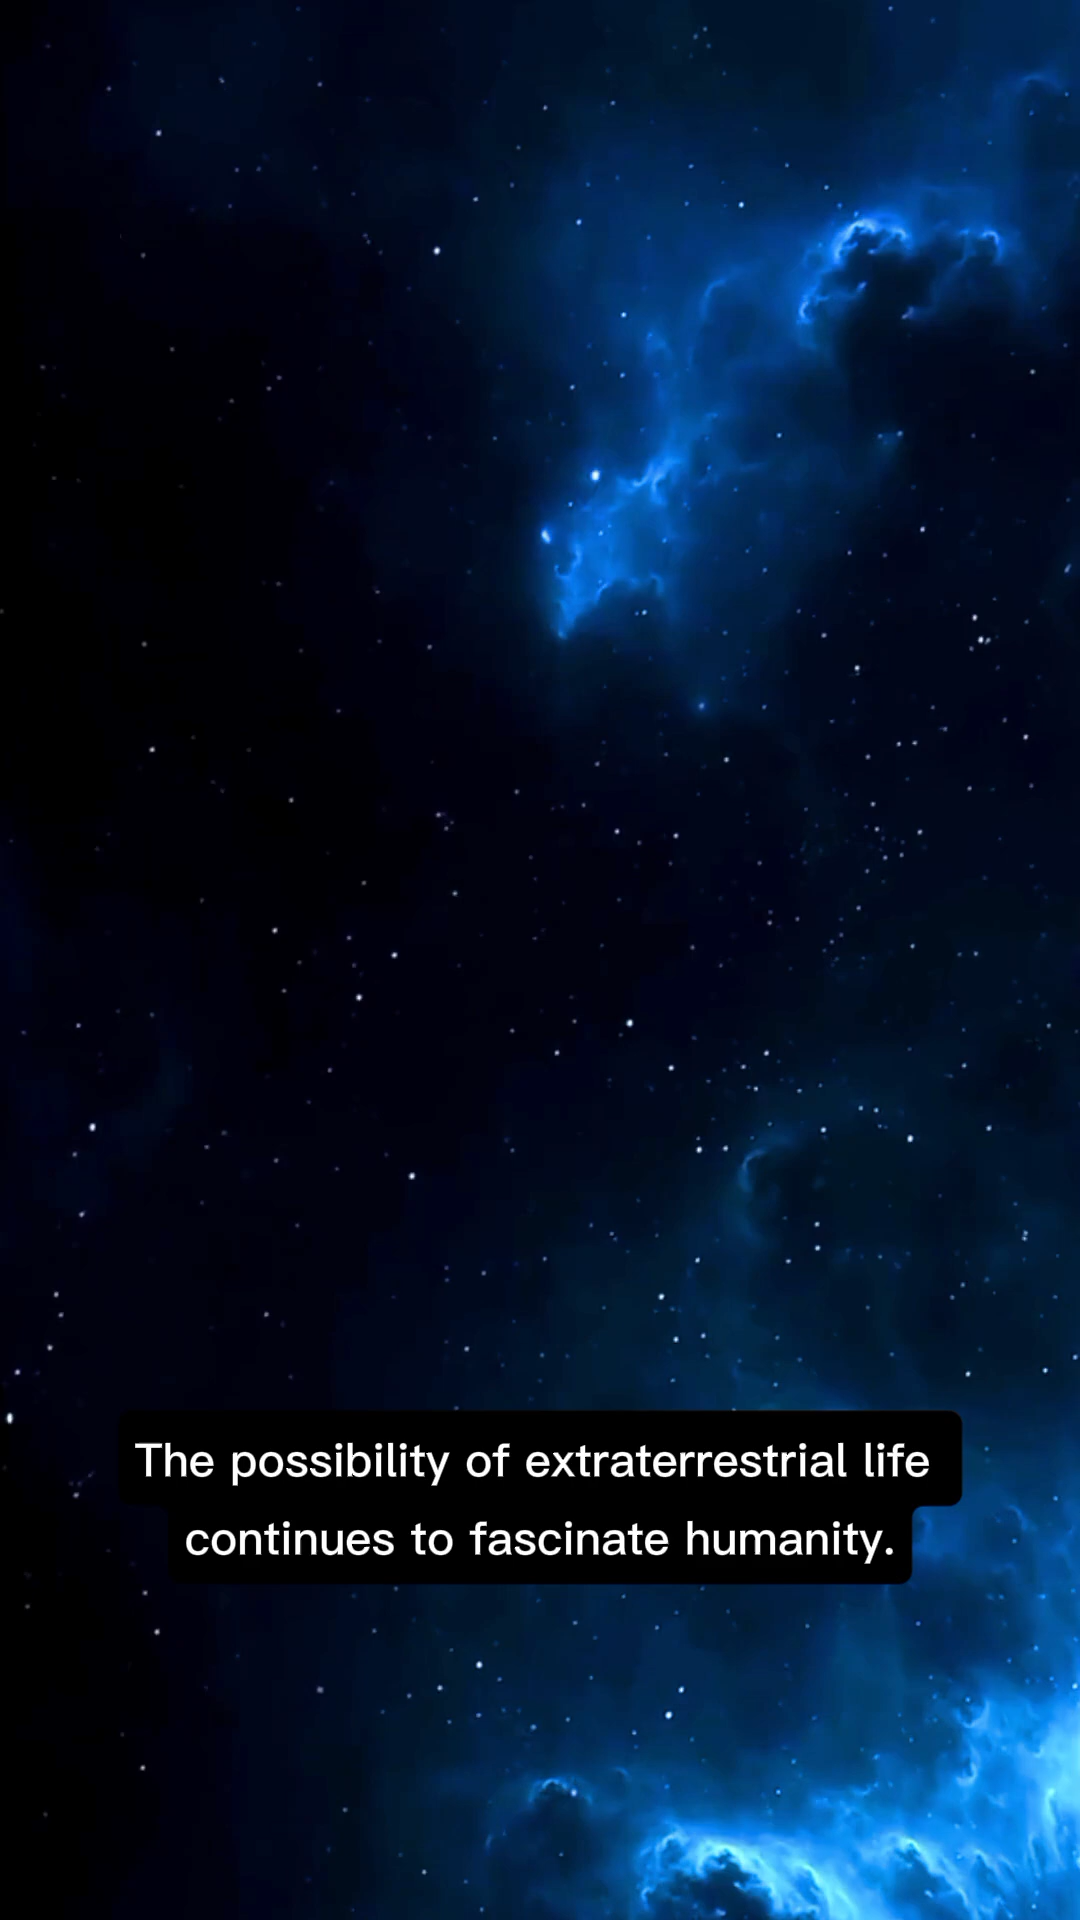 The possibility of extraterrestrial life
continues to fascinate humanity.